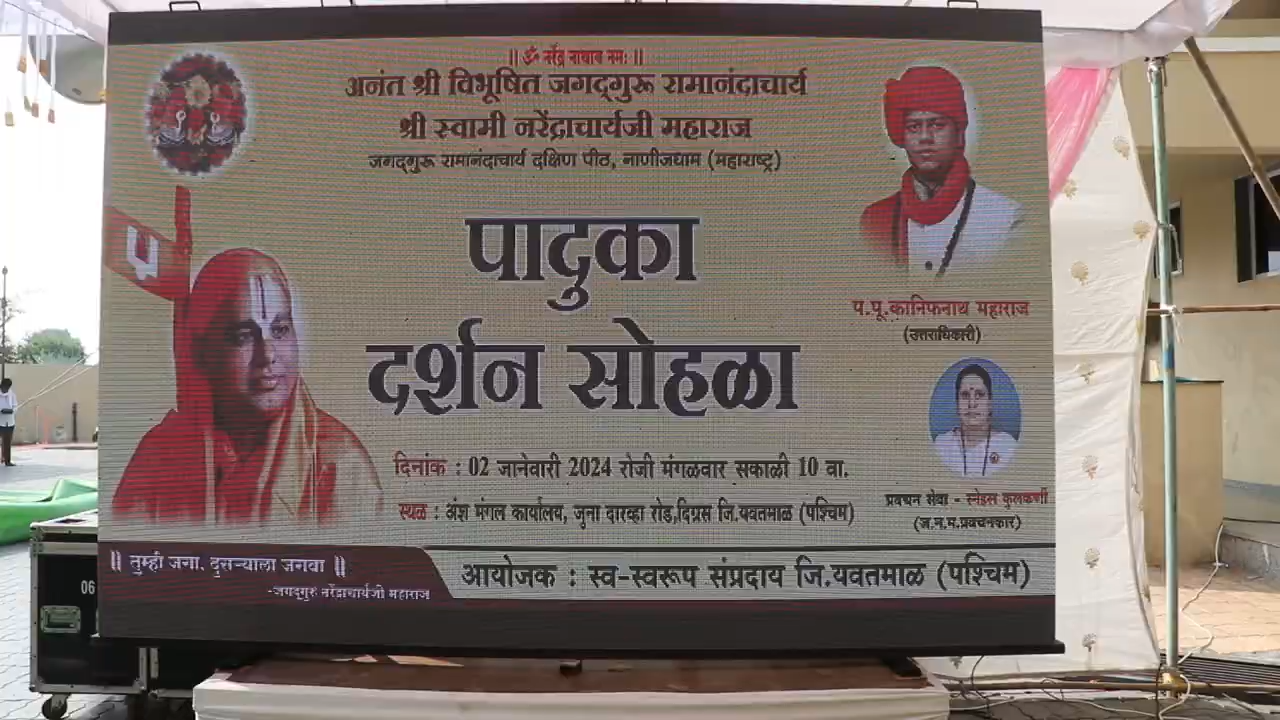 || ॐ नरेंद्र नाथाय नमः ||
अनंत श्री विभूषित जगद्‌गुरू रामानंदाचार्य
श्री स्वामी नरेंद्राचार्यजी महाराज
जगद्‌गुरू रामानंदाचार्य दक्षिण पीठ, नाणीजधाम (महाराष्ट्र)
पादुका
दर्शन सोहळा
प.पू.कानिफनाथ महाराज
(उत्तराधिकारी)
दिनांक : 02 जानेवारी 2024 रोजी मंगळवार सकाळी 10 वा.
स्थळ : अंश मंगल कार्यालय, जुना दारव्हा रोड,दिग्रस जि.यवतमाळ (पश्चिम)
प्रवचन सेवा - स्नेहल कुलकर्णी
(ज.न.म.प्रवचनकार)
|| तुम्ही जगा, दुसऱ्याला जगवा ||
-जगद्‌गुरु नरेंद्राचार्यजी महाराज
आयोजक : स्व-स्वरूप संप्रदाय जि.यवतमाळ (पश्चिम)
06